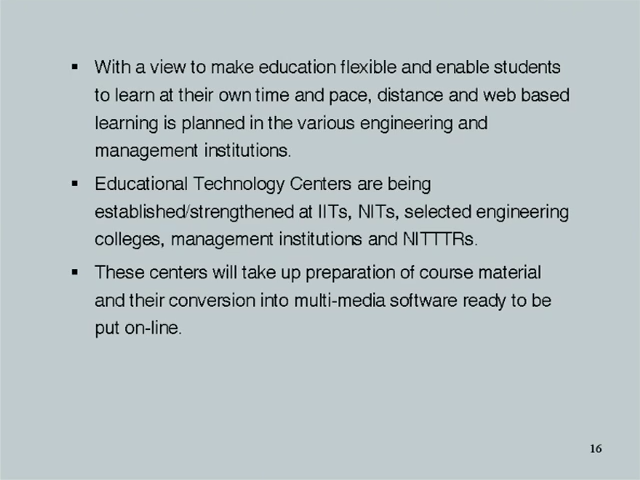 ▪ With a view to make education flexible and enable students
to learn at their own time and pace, distance and web based
learning is planned in the various engineering and
management institutions.
▪ Educational Technology Centers are being
established/strengthened at IITs, NITs, selected engineering
colleges, management institutions and NITTTRs.
▪ These centers will take up preparation of course material
and their conversion into multi-media software ready to be
put on-line.
16